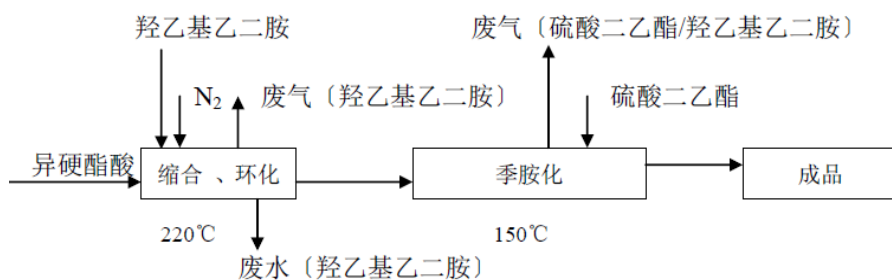 羟乙基乙二胺
废气〔硫酸二乙酯/羟乙基乙二胺〕
N2
废气〔羟乙基乙二胺〕
硫酸二乙酯
异硬酯酸
缩合 、环化
季胺化
成品
220℃
150℃
废水〔羟乙基乙二胺〕